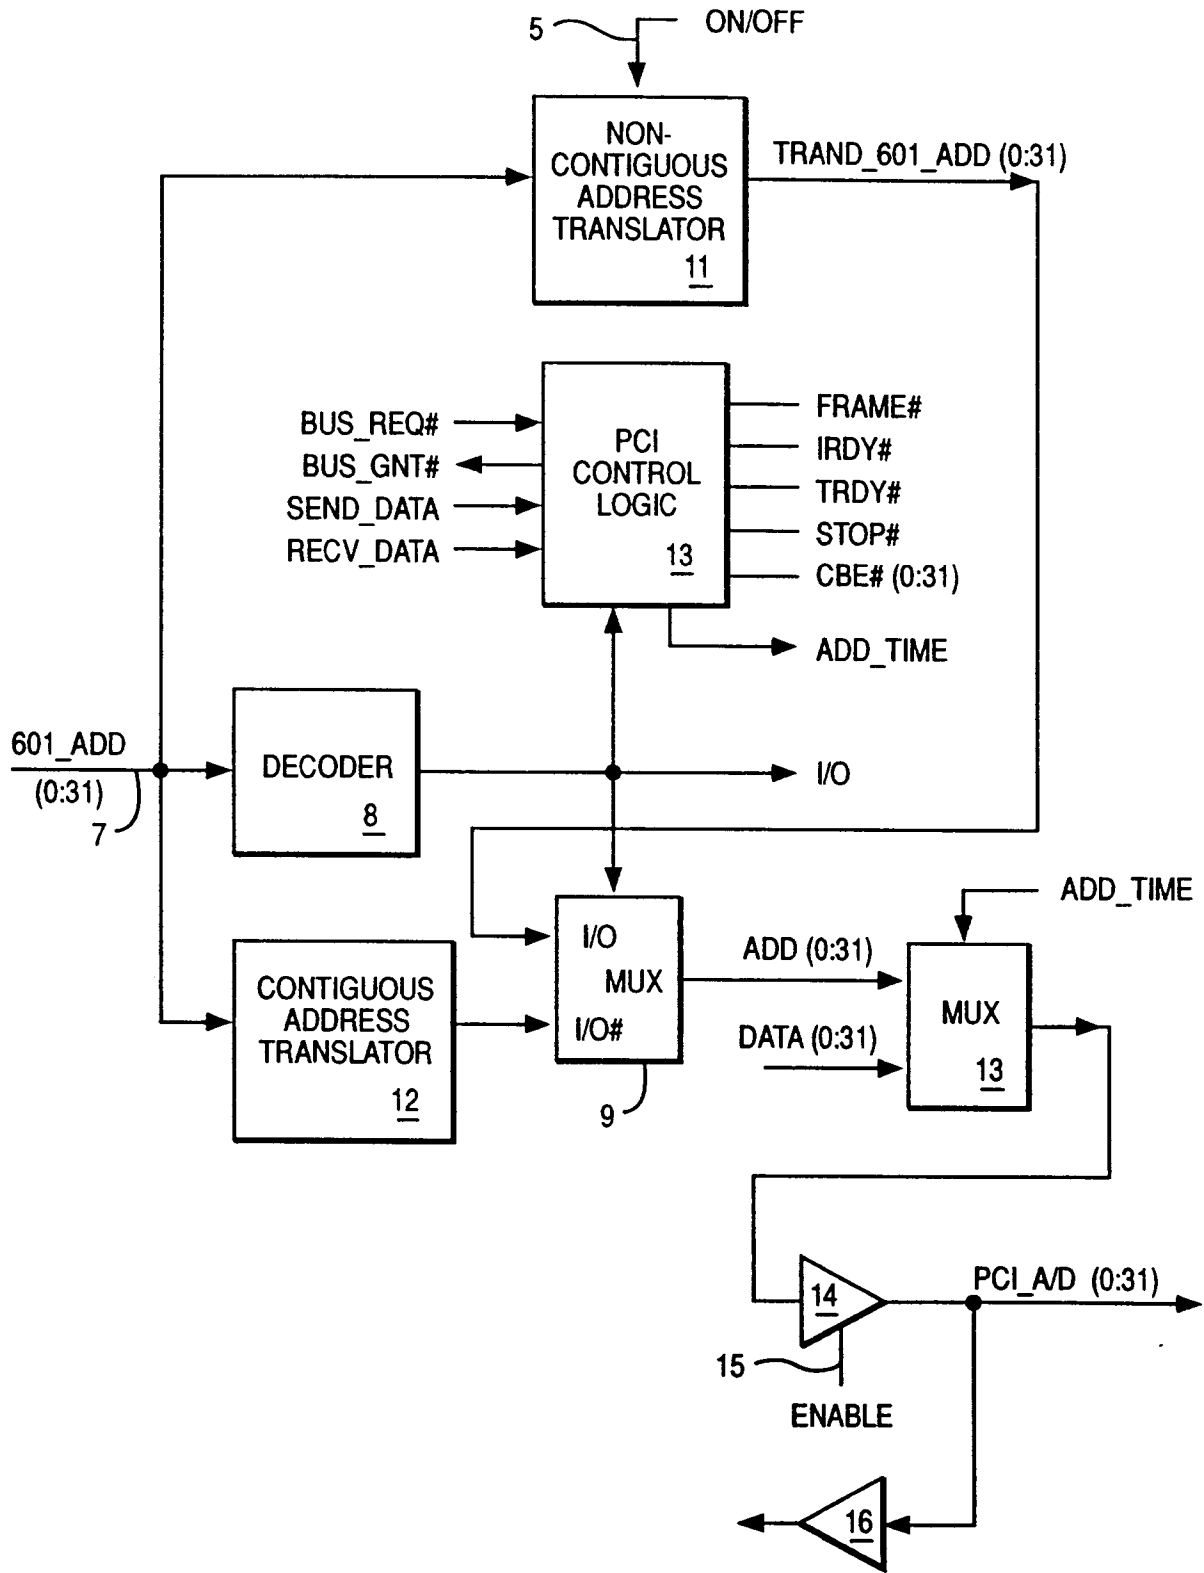 5
ON/OFF
NON-
CONTIGUOUS
ADDRESS
TRANSLATOR
11
TRAND_601_ADD (0:31)
BUS_REQ#
BUS_GNT#
SEND_DATA
RECV_DATA
PCI
CONTROL
LOGIC
13
FRAME#
IRDY#
TRDY#
STOP#
CBE# (0:31)
ADD_TIME
601_ADD
(0:31)
7
DECODER
8
I/O
CONTIGUOUS
ADDRESS
TRANSLATOR
12
I/O
MUX
I/O#
9
ADD (0:31)
DATA (0:31)
ADD_TIME
MUX
13
14
PCI_A/D (0:31)
15
ENABLE
16